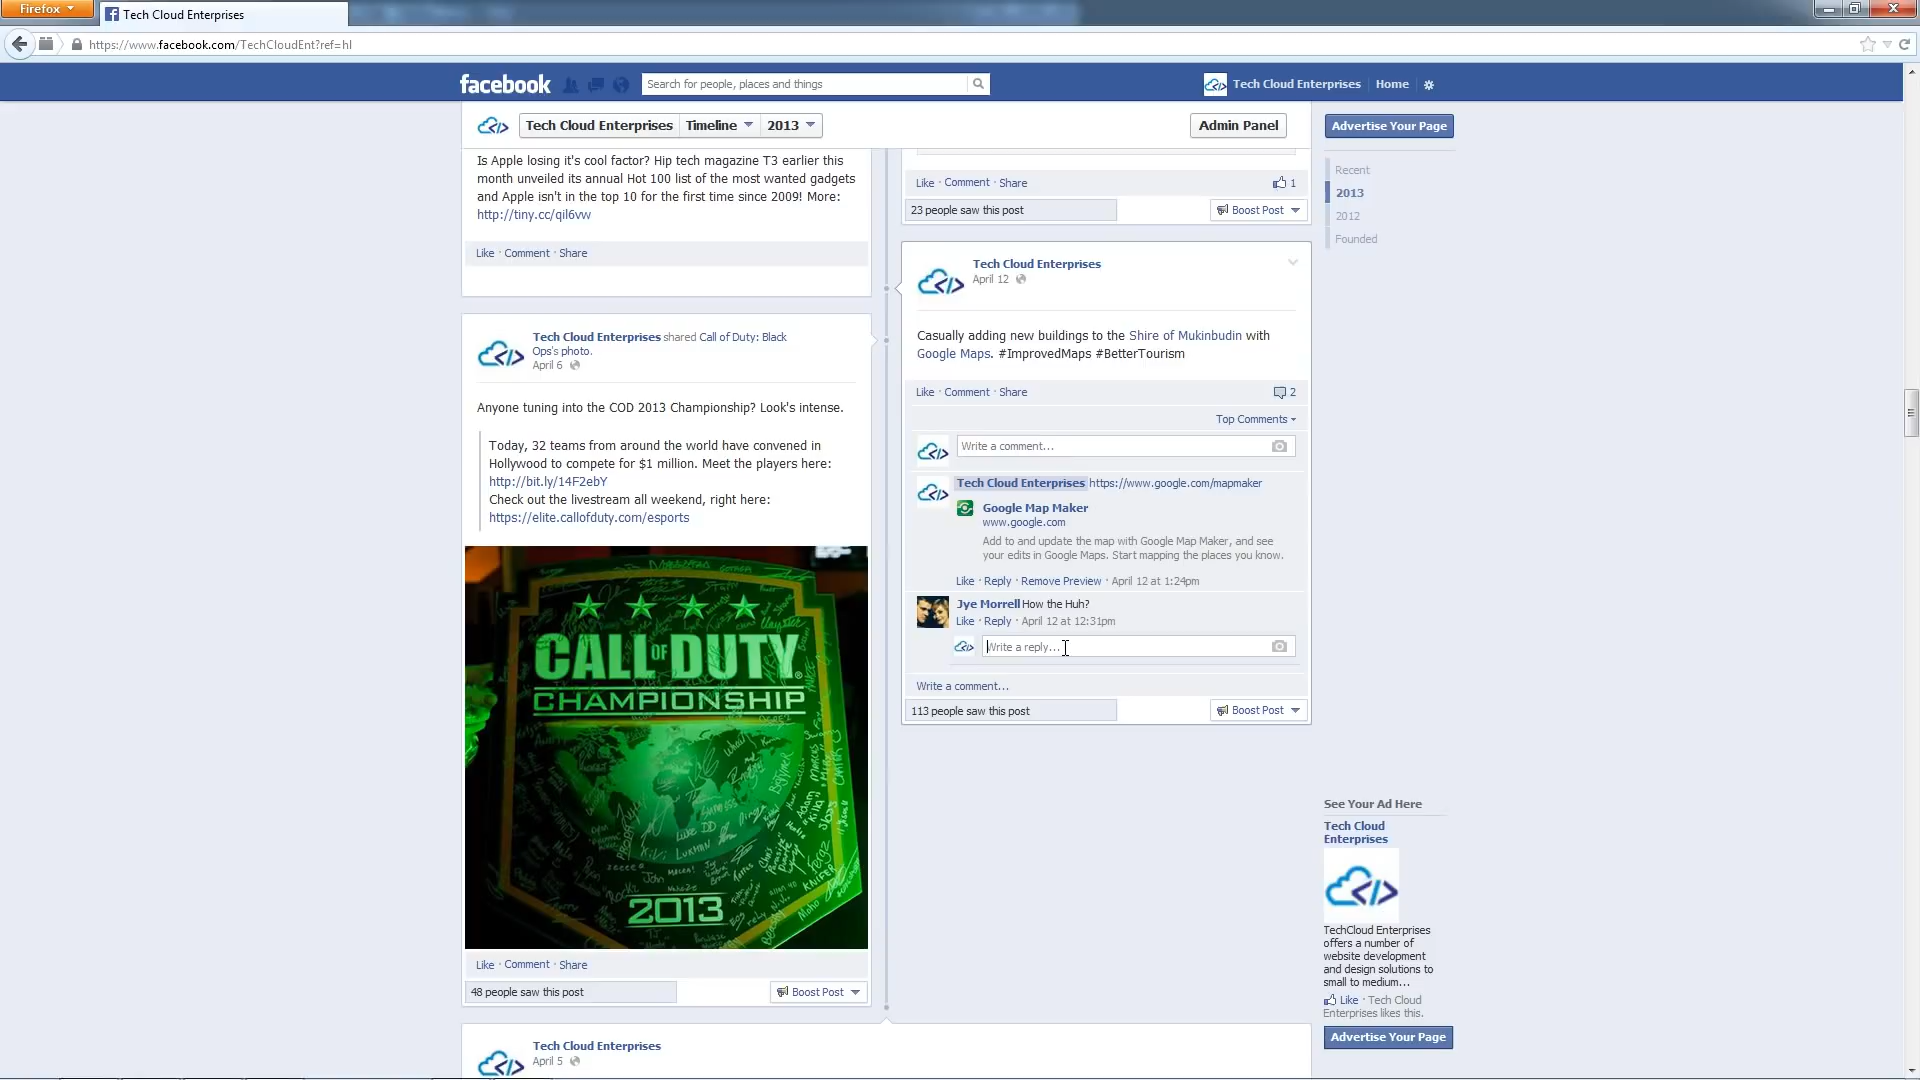 Firefox
Tech Cloud Enterprises
https://www.facebook.com/TechCloudEnt?ref=hl
facebook
Search for people, places and things
Tech Cloud Enterprises
Home
Tech Cloud Enterprises
Timeline
2013
Admin Panel
Advertise Your Page
Recent
2013
2012
Founded
Is Apple losing it's cool factor? Hip tech magazine T3 earlier this
month unveiled its annual Hot 100 list of the most wanted gadgets
and Apple isn't in the top 10 for the first time since 2009! More:
http://tiny.cc/qil6vw
Like · Comment · Share
Tech Cloud Enterprises shared Call of Duty: Black
Ops's photo.
April 6
Anyone tuning into the COD 2013 Championship? Look's intense.
Today, 32 teams from around the world have convened in
Hollywood to compete for $1 million. Meet the players here:
http://bit.ly/14F2ebY
Check out the livestream all weekend, right here:
https://elite.callofduty.com/esports
CALL OF DUTY
CHAMPIONSHIP
2013
Like · Comment · Share
48 people saw this post
Boost Post
Tech Cloud Enterprises
April 5
Like · Comment · Share
1
23 people saw this post
Boost Post
Tech Cloud Enterprises
April 12
Casually adding new buildings to the Shire of Mukinbudin with
Google Maps. #ImprovedMaps #BetterTourism
Like · Comment · Share
2
Top Comments
Write a comment...
Tech Cloud Enterprises https://www.google.com/mapmaker
Google Map Maker
www.google.com
Add to and update the map with Google Map Maker, and see
your edits in Google Maps. Start mapping the places you know.
Like · Reply · Remove Preview · April 12 at 1:24pm
Jye Morrell How the Huh?
Like · Reply · April 12 at 12:31pm
Write a reply...
Write a comment...
113 people saw this post
Boost Post
See Your Ad Here
Tech Cloud
Enterprises
TechCloud Enterprises
offers a number of
website development
and design solutions to
small to medium...
Like · Tech Cloud
Enterprises likes this.
Advertise Your Page